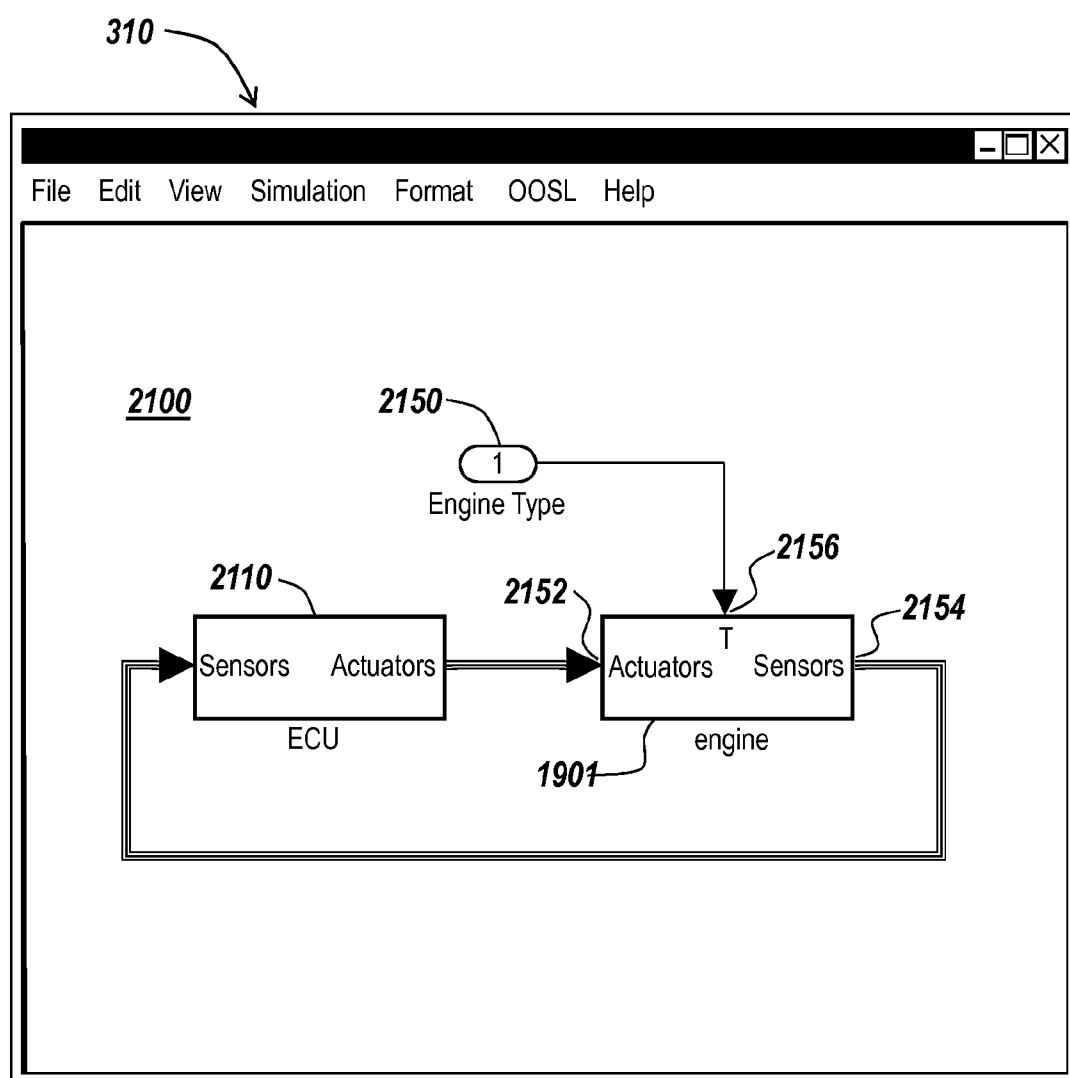 310
File Edit View Simulation Format OOSL Help
2100
2150
1
Engine Type
2156
2110
2152
2154
T
Sensors Actuators
Actuators Sensors
ECU
engine
1901